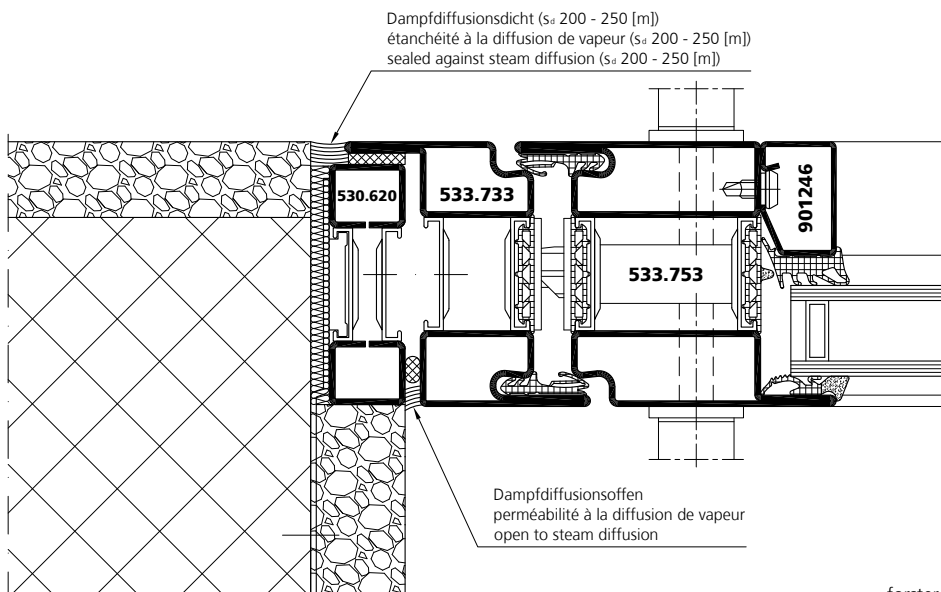 Dampfdiffusionsdicht (sd 200 - 250 [m])
étanchéité à la diffusion de vapeur (sd 200 - 250 [m])
sealed against steam diffusion (sd 200 - 250 [m])
530.620
533.733
901246
533.753
Dampfdiffusionsoffen
perméabilité à la diffusion de vapeur
open to steam diffusion